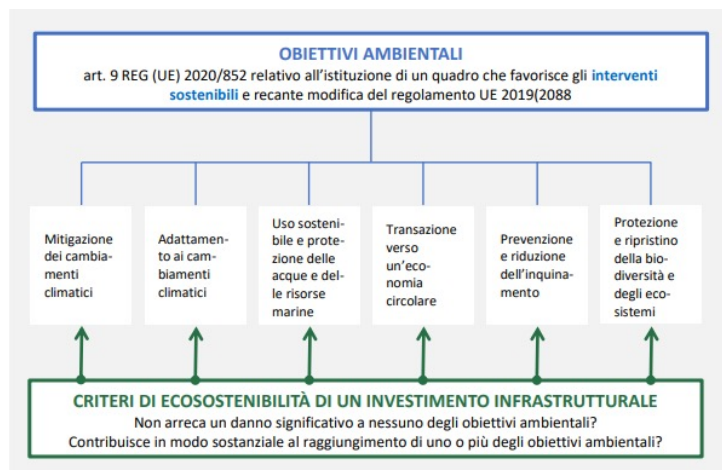 OBIETTIVI AMBIENTALI
art. 9 REG (UE) 2020/852 relativo all'istituzione di un quadro che favorisce gli interventi
sostenibili e recante modifica del regolamento UE 2019(2088
Mitigazione
dei cambia-
menti
climatici
Adattamen-
to ai cam-
biamenti
climatici
Uso sosteni-
bile e prote-
zione delle
acque e del-
le risorse
marine
Transazione
verso
un'eco-
nomia
circolare
Prevenzione
e riduzione
dell'inquina-
mento
Protezione
e ripristino
della bio-
diversità e
degli eco-
sistemi
CRITERI DI ECOSOSTENIBILITÀ DI UN INVESTIMENTO INFRASTRUTTURALE
Non arreca un danno significativo a nessuno degli obiettivi ambientali?
Contribuisce in modo sostanziale al raggiungimento di uno o più degli obiettivi ambientali?